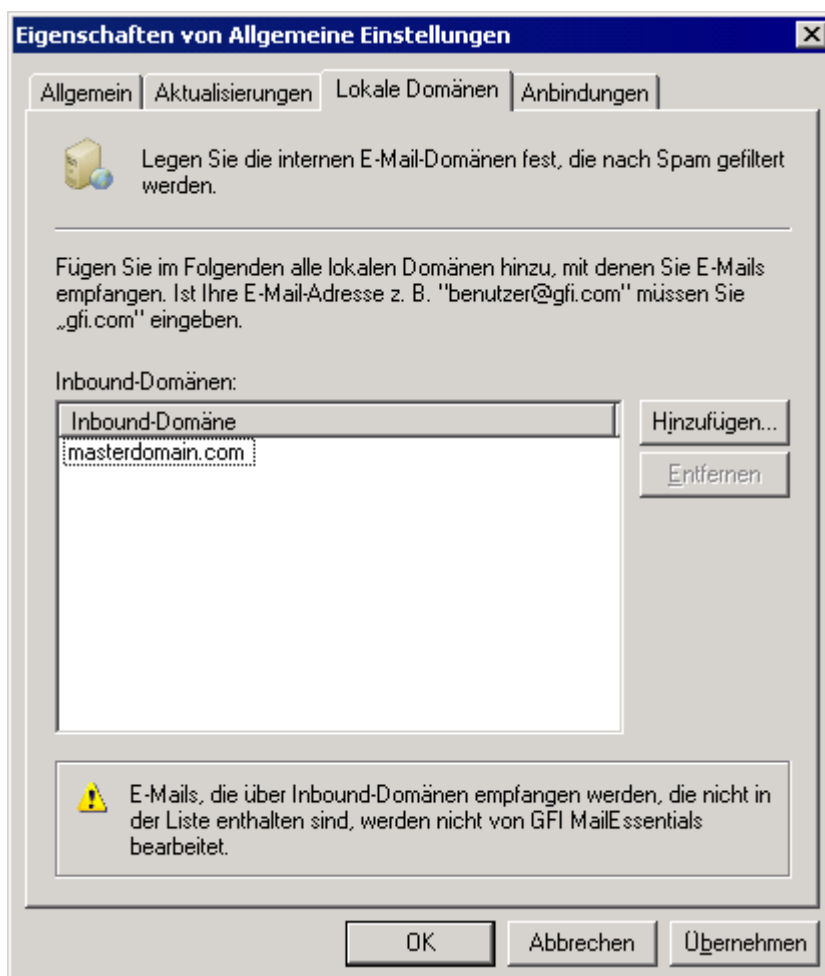 Eigenschaften von Allgemeine Einstellungen
Allgemein Aktualisierungen Lokale Domänen Anbindungen
Legen Sie die internen E-Mail-Domänen fest, die nach Spam gefiltert
werden.
Fügen Sie im Folgenden alle lokalen Domänen hinzu, mit denen Sie E-Mails
empfangen. Ist Ihre E-Mail-Adresse z. B. "benutzer@gfi.com" müssen Sie
„gfi.com" eingeben.
Inbound-Domänen:
Inbound-Domäne
Hinzufügen...
masterdomain.com
Entfernen
E-Mails, die über Inbound-Domänen empfangen werden, die nicht in
der Liste enthalten sind, werden nicht von GFI MailEssentials
bearbeitet.
OK Abbrechen Übernehmen